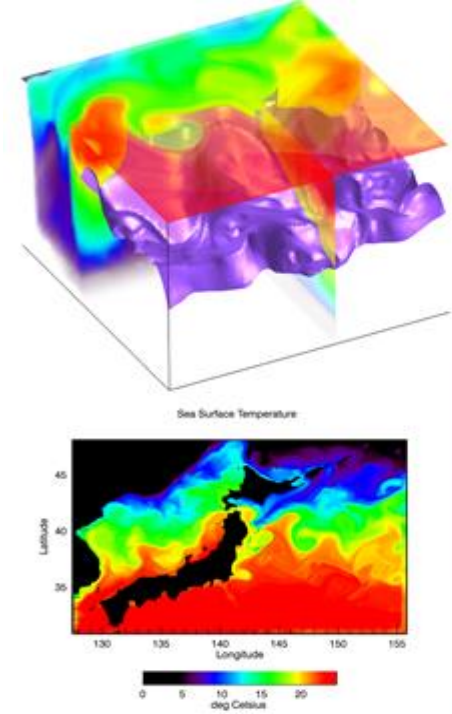 Sea Surface Temperature
45
40
35
Latitude
130 135 140 145 150 155
Longitude
0 5 10 15 20
deg Celsius